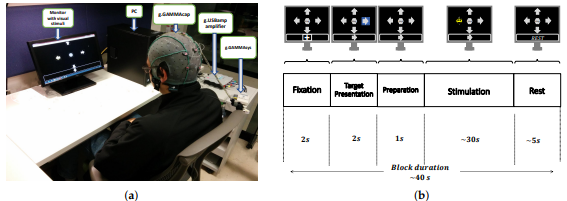 Monitor
with visual
stimuli
PC
g.GAMMAcap
g.USBamp
amplifier
g.GAMMAsys
REST
Fixation
Target
Presentation
Preparation
Stimulation
Rest
2s
2s
1s
~30s
~5s
Block duration
~40 s
(a)
(b)